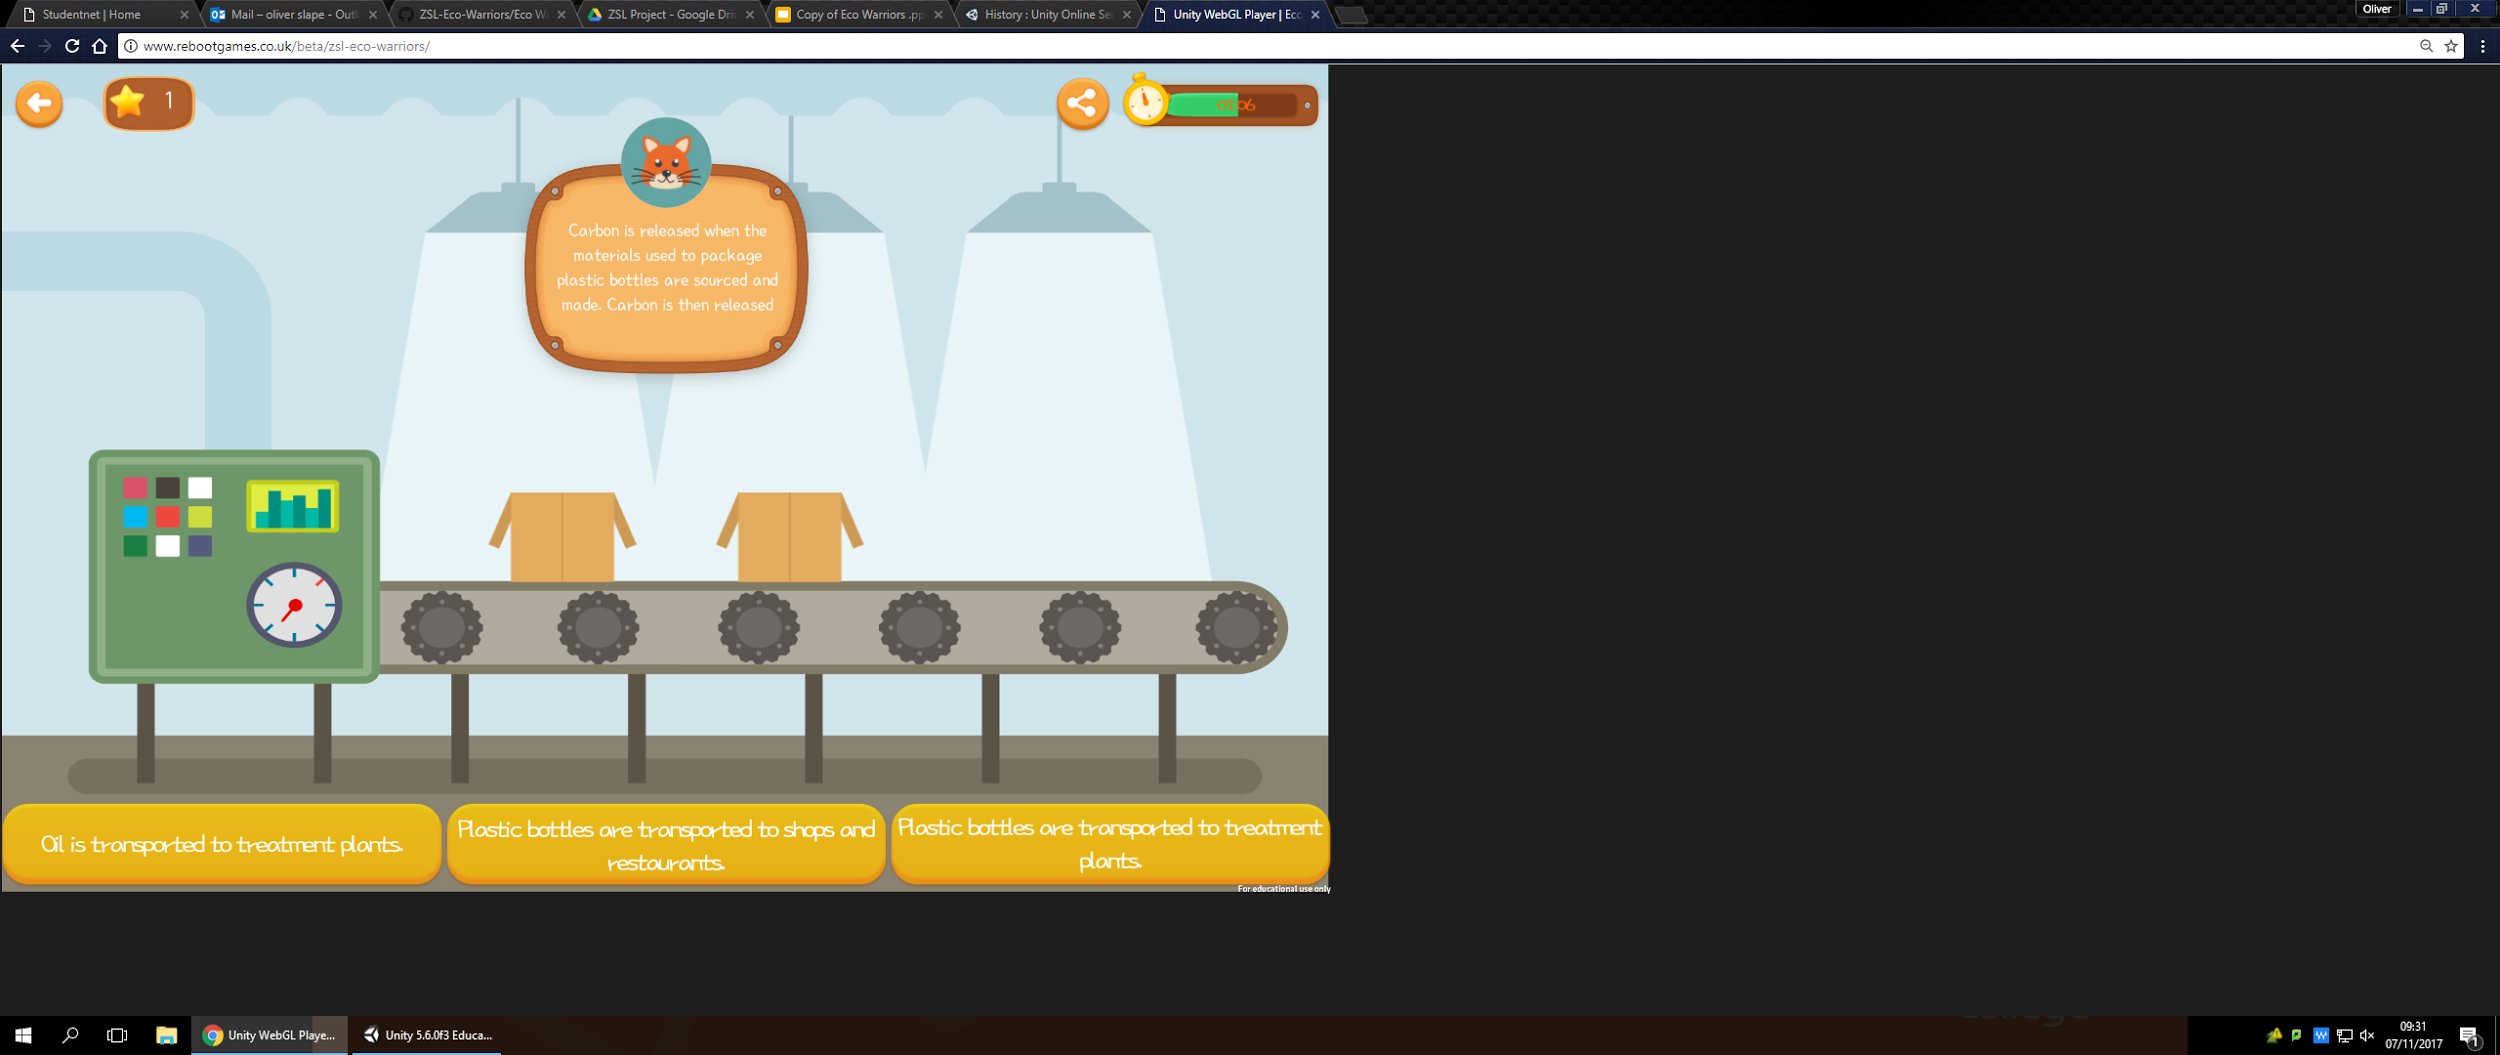 Studentnet | Home
Mail – oliver slape - Outl
ZSL-Eco-Warriors/Eco W
ZSL Project - Google Dri
Copy of Eco Warriors .pp
History : Unity Online Se
Unity WebGL Player | Eco
Oliver
www.rebootgames.co.uk/beta/zsl-eco-warriors/
1
01:06
Carbon is released when the
materials used to package
plastic bottles are sourced and
made. Carbon is then released
Oil is transported to treatment plants.
Plastic bottles are transported to shops and
restaurants.
Plastic bottles are transported to treatment
plants.
For educational use only
Unity WebGL Playe...
Unity 5.6.0f3 Educa...
09:31
07/11/2017
1